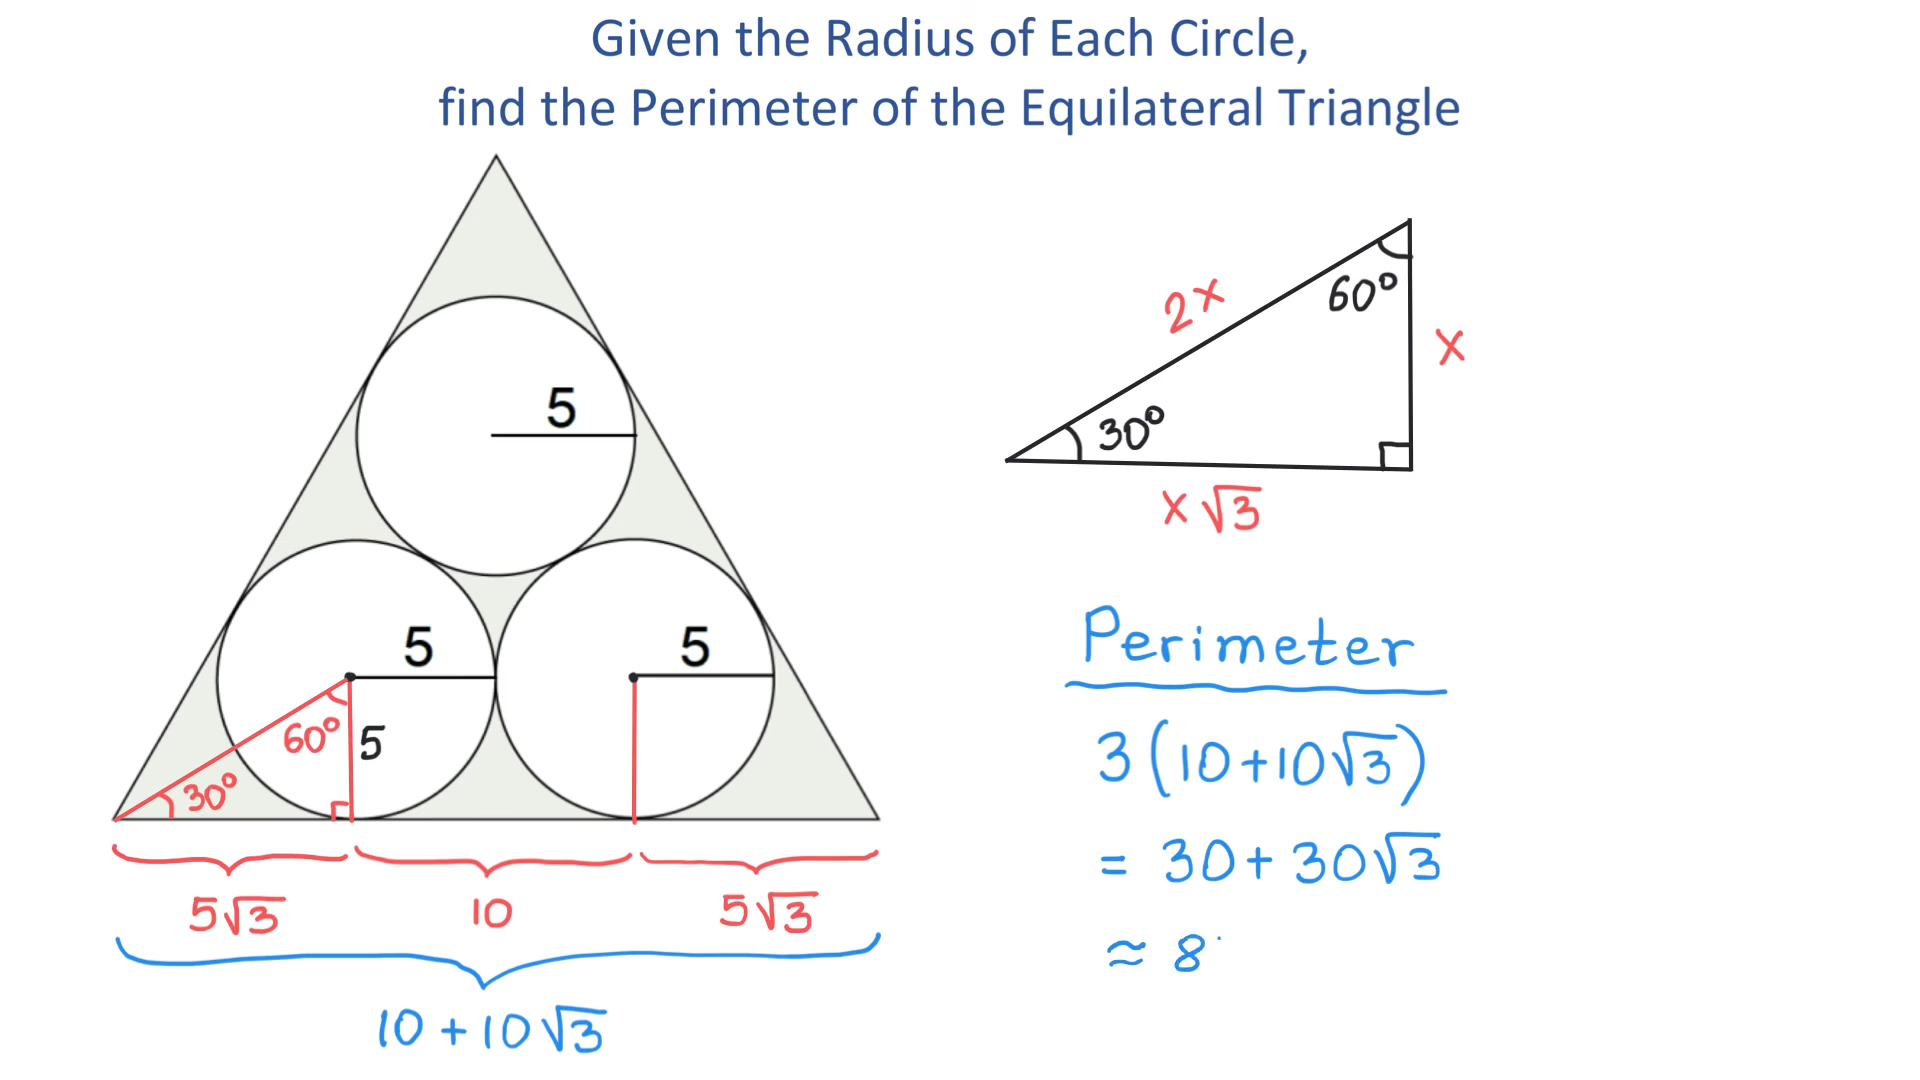 Given the Radius of Each Circle,
find the Perimeter of the Equilateral Triangle
5
5
5
60°
5
30°
5√3
10
5√3
10 + 10√3
2x
60°
x
30°
x√3
Perimeter
3(10+10√3)
= 30 + 30√3
≈ 8